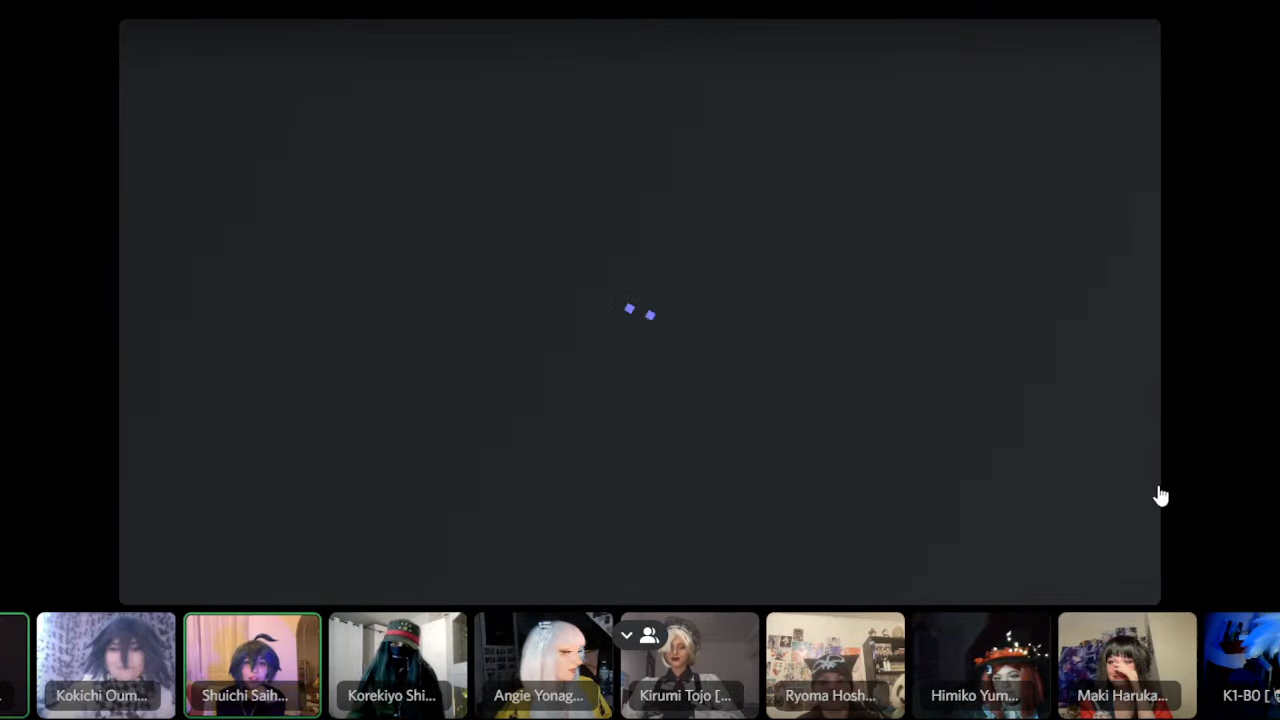 Kokichi Oum...
Shuichi Saih...
Korekiyo Shi...
Angie Yonag...
Kirumi Tojo [...
Ryoma Hosh...
Himiko Yum...
Maki Haruka...
K1-B0 [